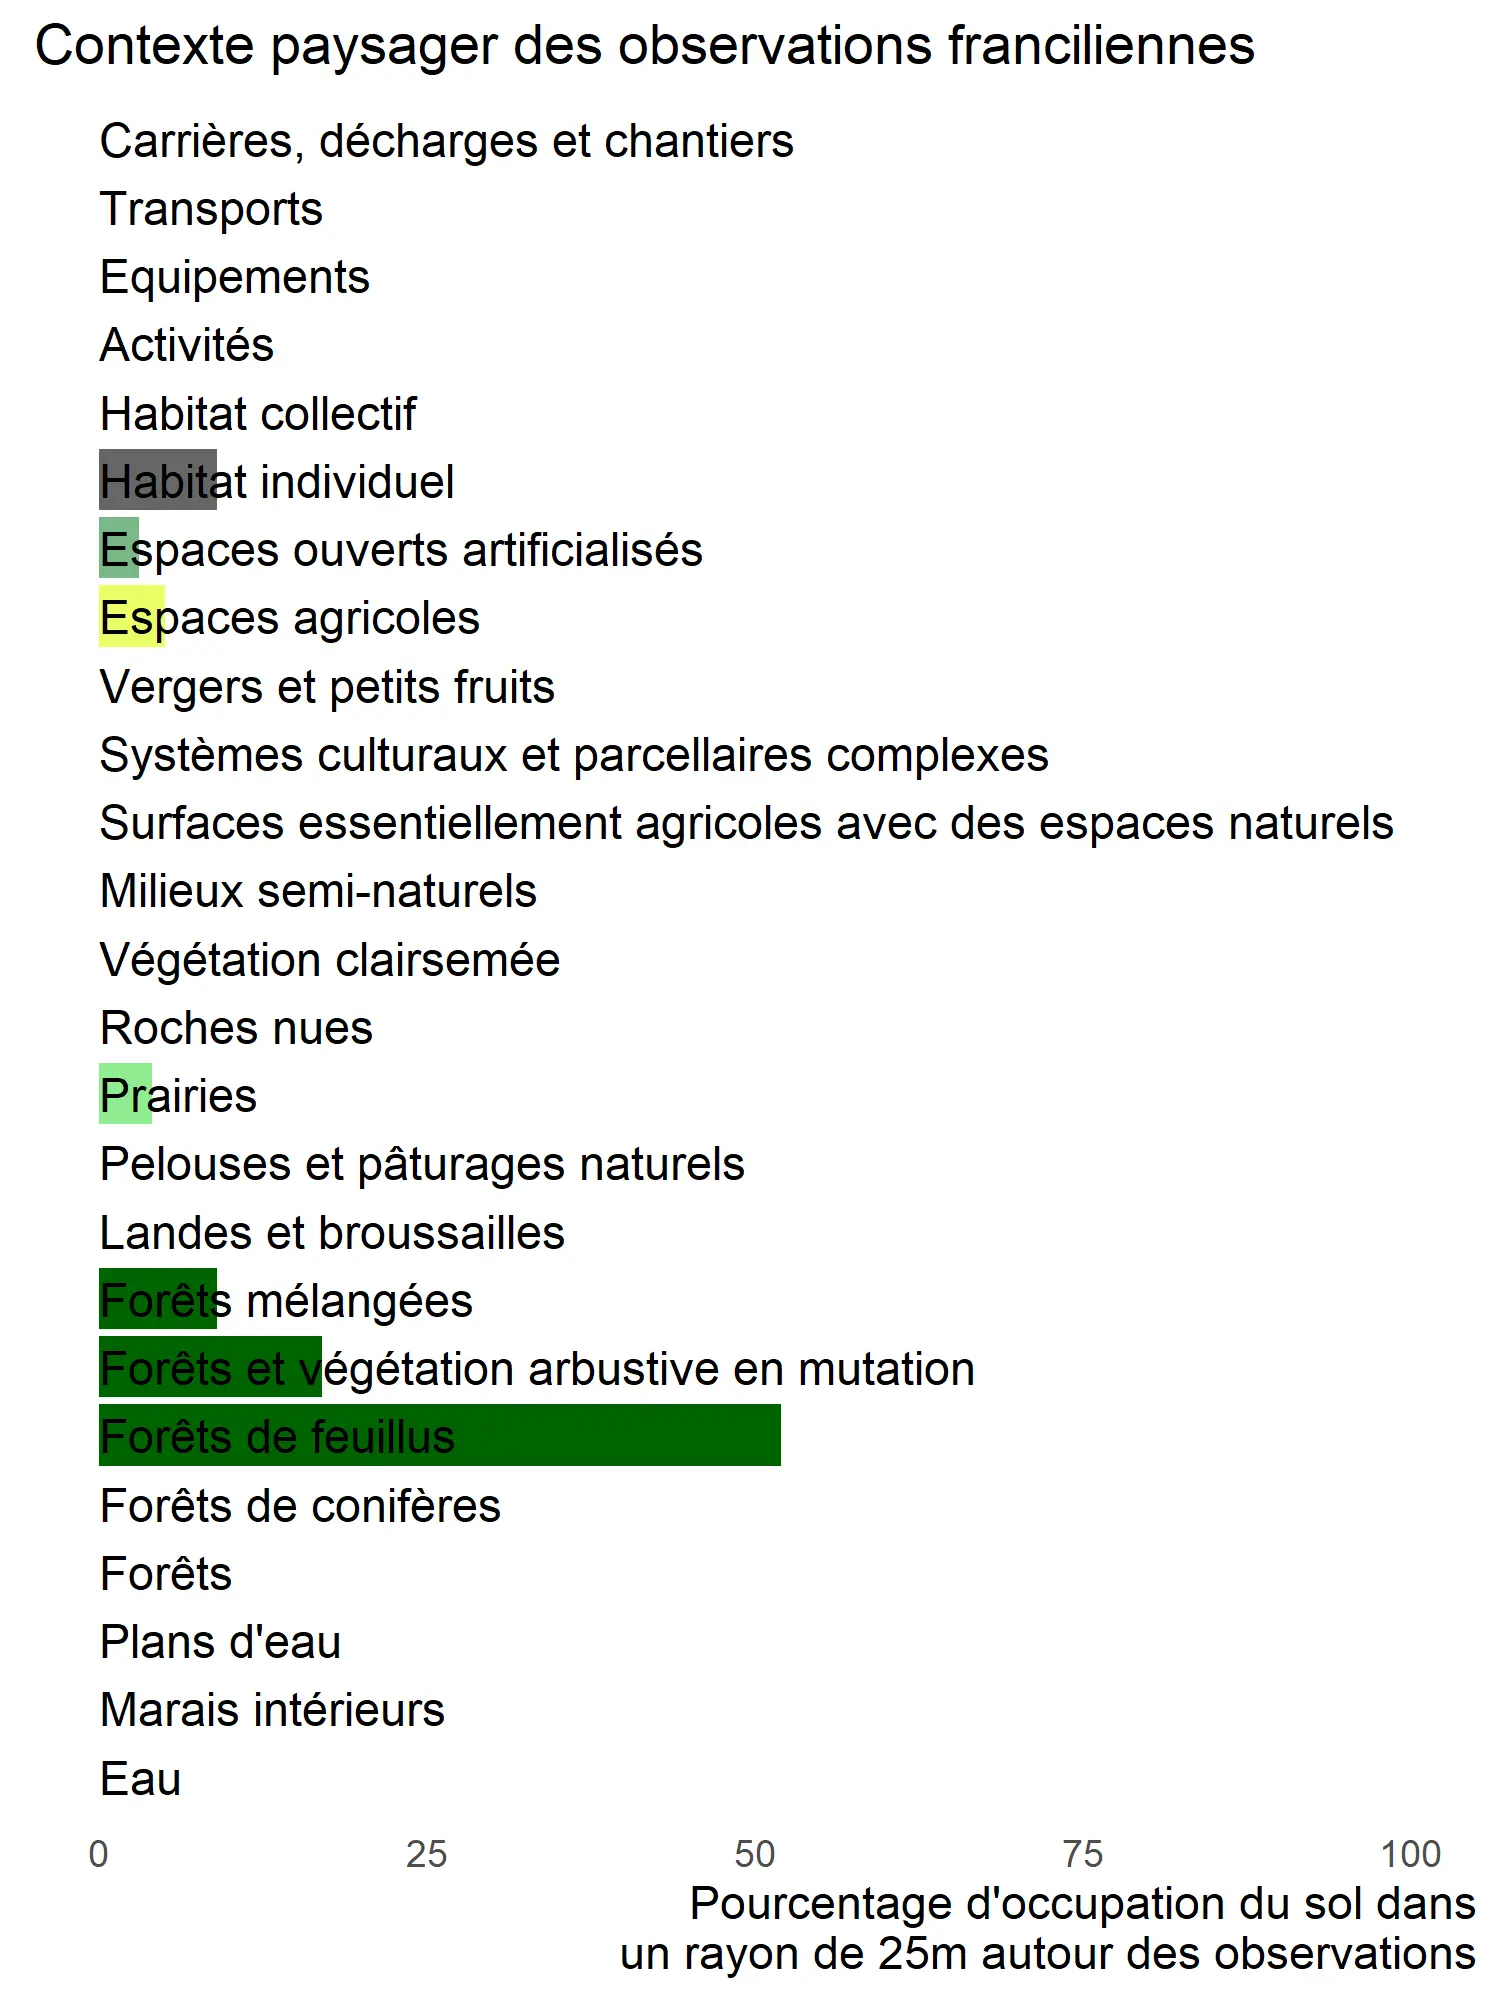 Contexte paysager des observations franciliennes
Carrières, décharges et chantiers
Transports
Equipements
Activités
Habitat collectif
Habitat individuel
Espaces ouverts artificialisés
Espaces agricoles
Vergers et petits fruits
Systèmes culturaux et parcellaires complexes
Surfaces essentiellement agricoles avec des espaces naturels
Milieux semi-naturels
Végétation clairsemée
Roches nues
Prairies
Pelouses et pâturages naturels
Landes et broussailles
Forêts mélangées
Forêts et végétation arbustive en mutation
Forêts de feuillus
Forêts de conifères
Forêts
Plans d'eau
Marais intérieurs
Eau
0 25 50 75 100
Pourcentage d'occupation du sol dans
un rayon de 25m autour des observations